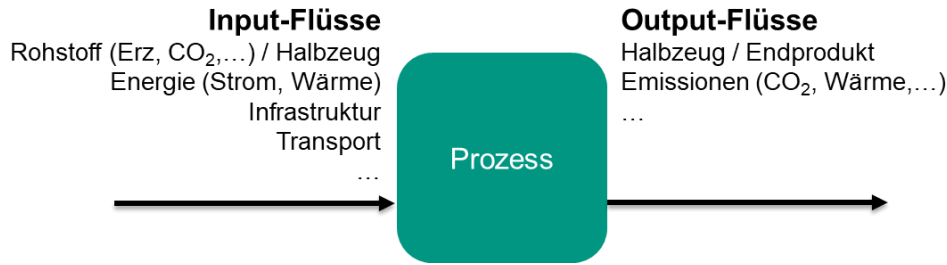 Input-Flüsse
Rohstoff (Erz, CO₂,…) / Halbzeug
Energie (Strom, Wärme)
Infrastruktur
Transport
…
Prozess
Output-Flüsse
Halbzeug / Endprodukt
Emissionen (CO₂, Wärme,…)
…